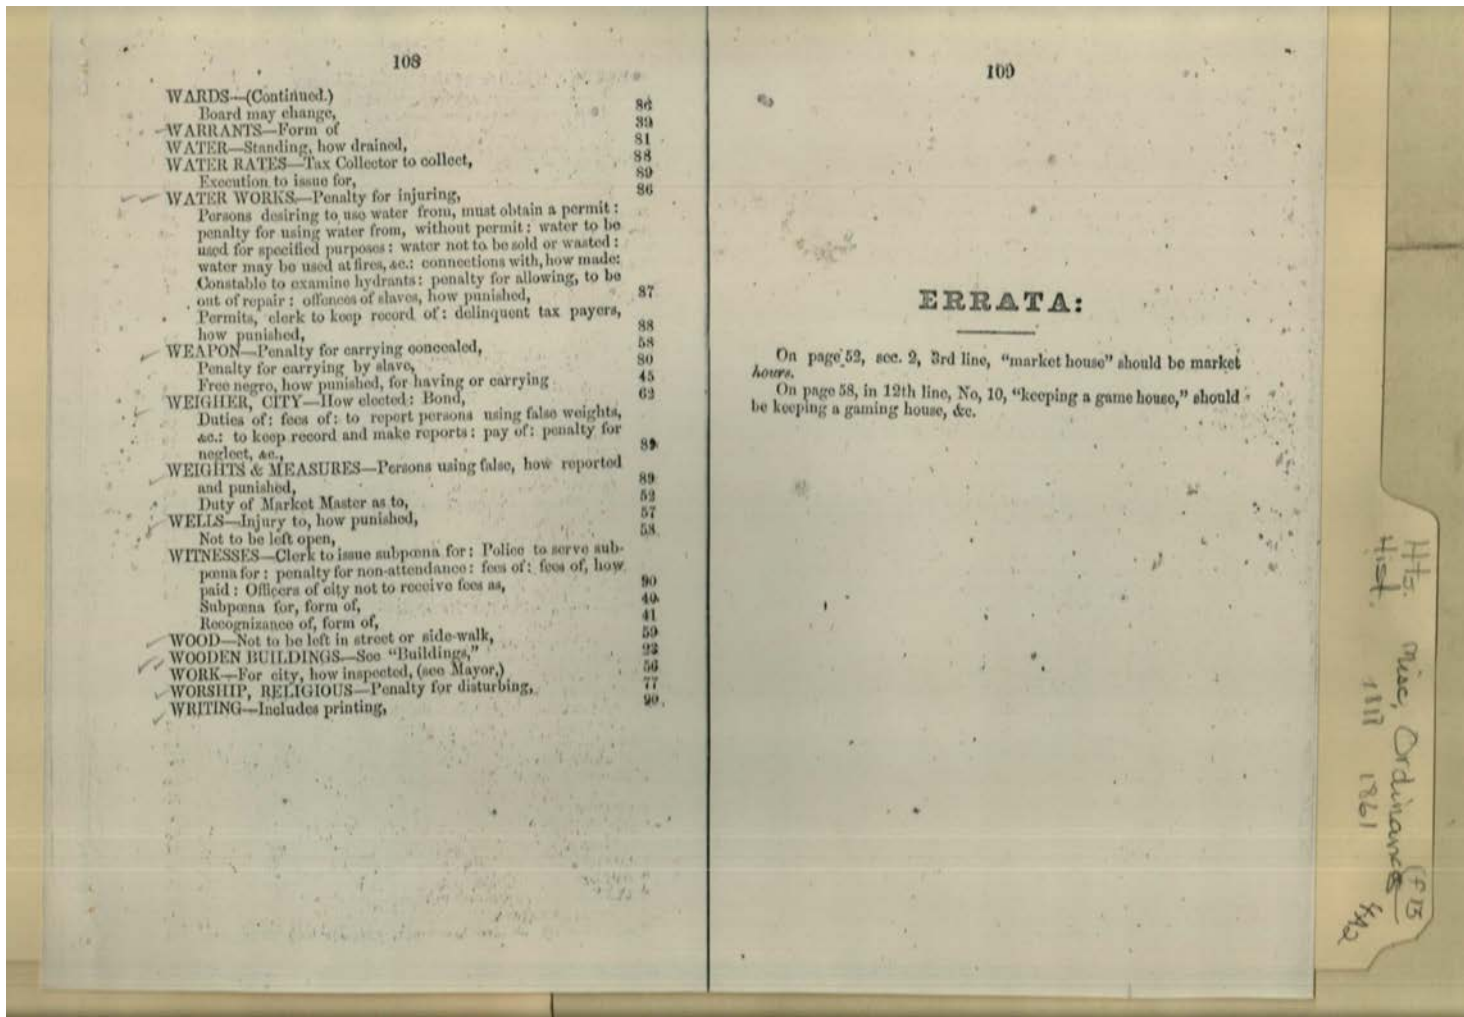 108
WARDS—(Continued.)
Board may change, 86
WARRANTS—Form of 39
WATER—Standing, how drained, 81
WATER RATES—Tax Collector to collect, 88
Execution to issue for, 89
WATER WORKS,—Penalty for injuring, 86
Persons desiring to use water from, must obtain a permit:
penalty for using water from, without permit: water to be
used for specified purposes: water not to be sold or wasted:
water may be used at fires, &c.: connections with, how made:
Constable to examine hydrants: penalty for allowing, to be
out of repair: offences of slaves, how punished, 87
Permits, clerk to keep record of: delinquent tax payers,
how punished, 88
WEAPON—Penalty for carrying concealed, 58
Penalty for carrying by slave, 80
Free negro, how punished, for having or carrying 45
WEIGHER, CITY—How elected: Bond, 62
Duties of: fees of: to report persons using false weights,
&c.: to keep record and make reports: pay of: penalty for
neglect, &c.,
WEIGHTS & MEASURES—Persons using false, how reported
and punished, 89
Duty of Market Master as to, 52
WELLS—Injury to, how punished, 57
Not to be left open, 58
WITNESSES—Clerk to issue subpœna for: Police to serve sub-
pœna for: penalty for non-attendance: fees of: fees of, how
paid: Officers of city not to receive fees as, 90
Subpœna for, form of, 40
Recognizance of, form of, 41
WOOD—Not to be left in street or side-walk, 59
WOODEN BUILDINGS—See "Buildings," 23
WORK—For city, how inspected, (see Mayor,) 56
WORSHIP, RELIGIOUS—Penalty for disturbing, 77
WRITING—Includes printing, 90
109
ERRATA:
On page 52, sec. 2, 3rd line, "market house" should be market
hours.
On page 58, in 12th line, No, 10, "keeping a game house," should
be keeping a gaming house, &c.
Hist. misc, Ordinances
1861